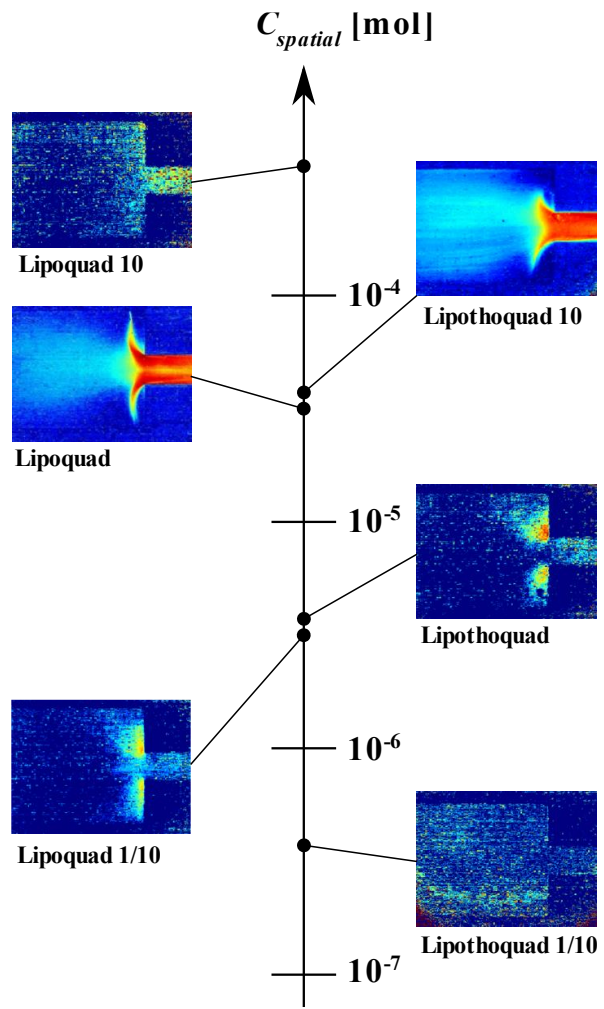 C_spatial [mol]
Lipoquad 10
10^-4
Lipothoquad 10
Lipoquad
10^-5
Lipothoquad
10^-6
Lipoquad 1/10
Lipothoquad 1/10
10^-7